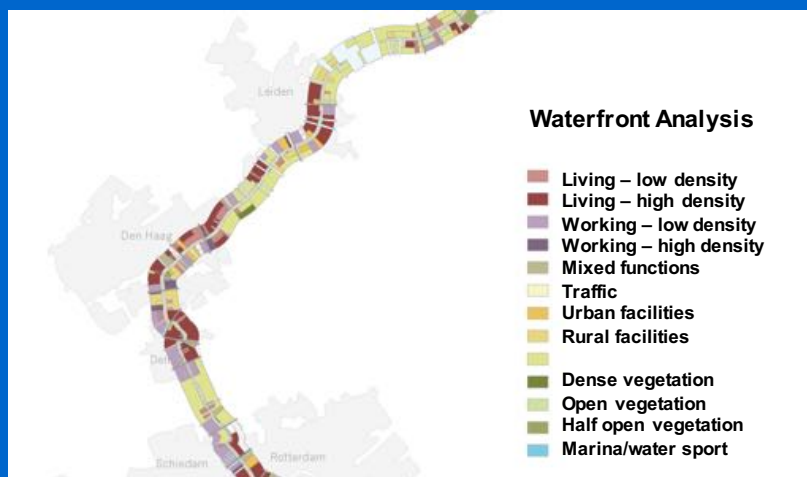 Leiden
Waterfront Analysis
Living – low density
Living – high density
Working – low density
Den Haag
Working – high density
Mixed functions
Traffic
Urban facilities
Rural facilities
Dense vegetation
Open vegetation
Half open vegetation
Marina/water sport
Schiedam
Rotterdam